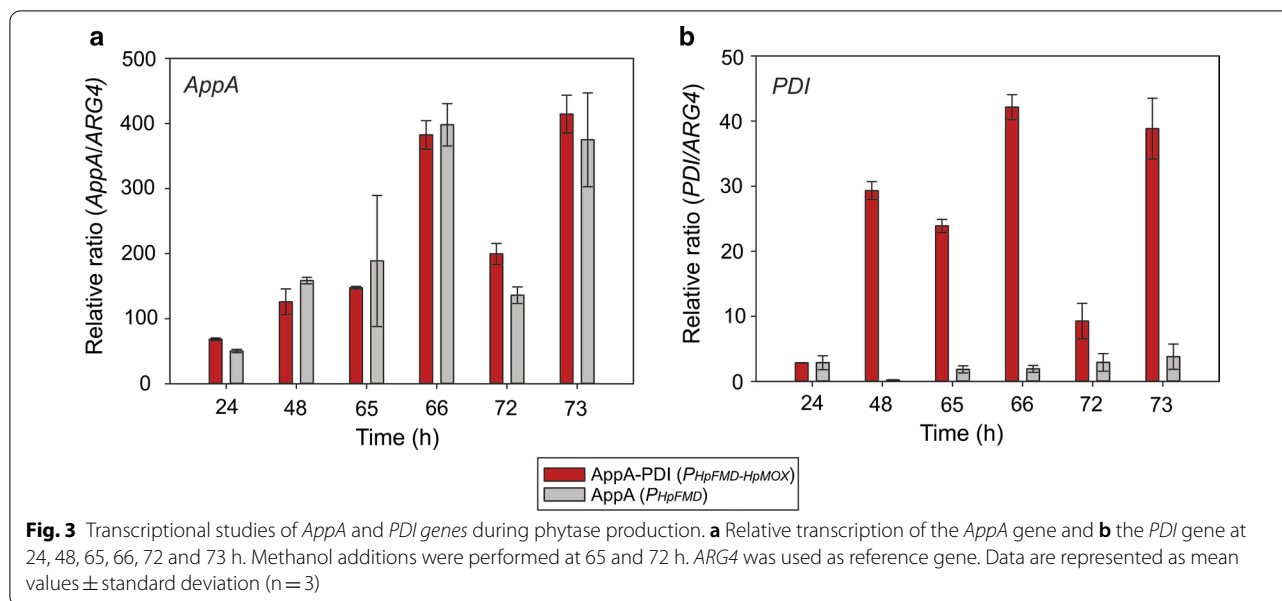 a
b
AppA
Relative ratio (AppA/ARG4)
500
400
300
200
100
0
24 48 65 66 72 73
Time (h)
PDI
Relative ratio (PDI/ARG4)
50
40
30
20
10
0
24 48 65 66 72 73
Time (h)
AppA-PDI (PHpFMD-HpMOX)
AppA (PHpFMD)
Fig. 3 Transcriptional studies of AppA and PDI genes during phytase production. a Relative transcription of the AppA gene and b the PDI gene at
24, 48, 65, 66, 72 and 73 h. Methanol additions were performed at 65 and 72 h. ARG4 was used as reference gene. Data are represented as mean
values ± standard deviation (n = 3)